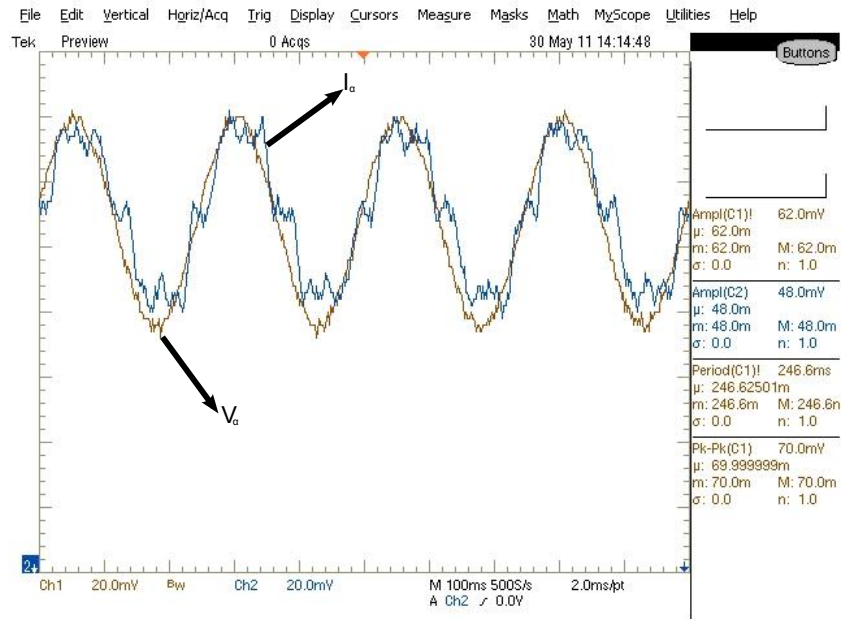 File Edit Vertical Horiz/Acq Trig Display Cursors Measure Masks Math MyScope Utilities Help
Tek Preview 0 Acqs 30 May 11 14:14:48
Buttons
Iα
Vα
Ampl(C1)! 62.0mV
µ: 62.0m
m: 62.0m M: 62.0m
σ: 0.0 n: 1.0
Ampl(C2) 48.0mV
µ: 48.0m
m: 48.0m M: 48.0m
σ: 0.0 n: 1.0
Period(C1)! 246.6ms
µ: 246.62501m
m: 246.6m M: 246.6n
σ: 0.0 n: 1.0
Pk-Pk(C1) 70.0mV
µ: 69.999999m
m: 70.0m M: 70.0m
σ: 0.0 n: 1.0
2
Ch1 20.0mV Bw Ch2 20.0mV M 100ms 500S/s 2.0ms/pt
A Ch2 ∕ 0.0V